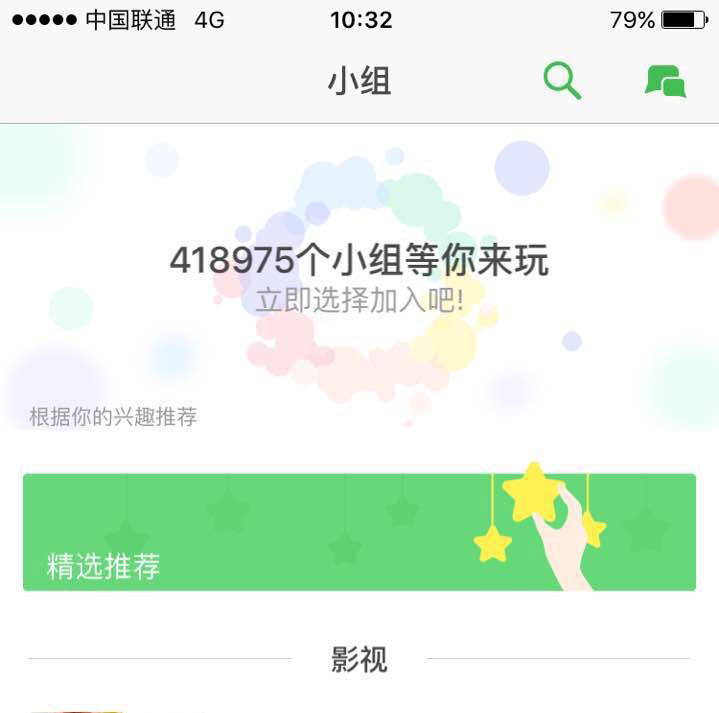 中国联通 4G 10:32 79%
小组
418975个小组等你来玩
立即选择加入吧!
根据你的兴趣推荐
精选推荐
影视